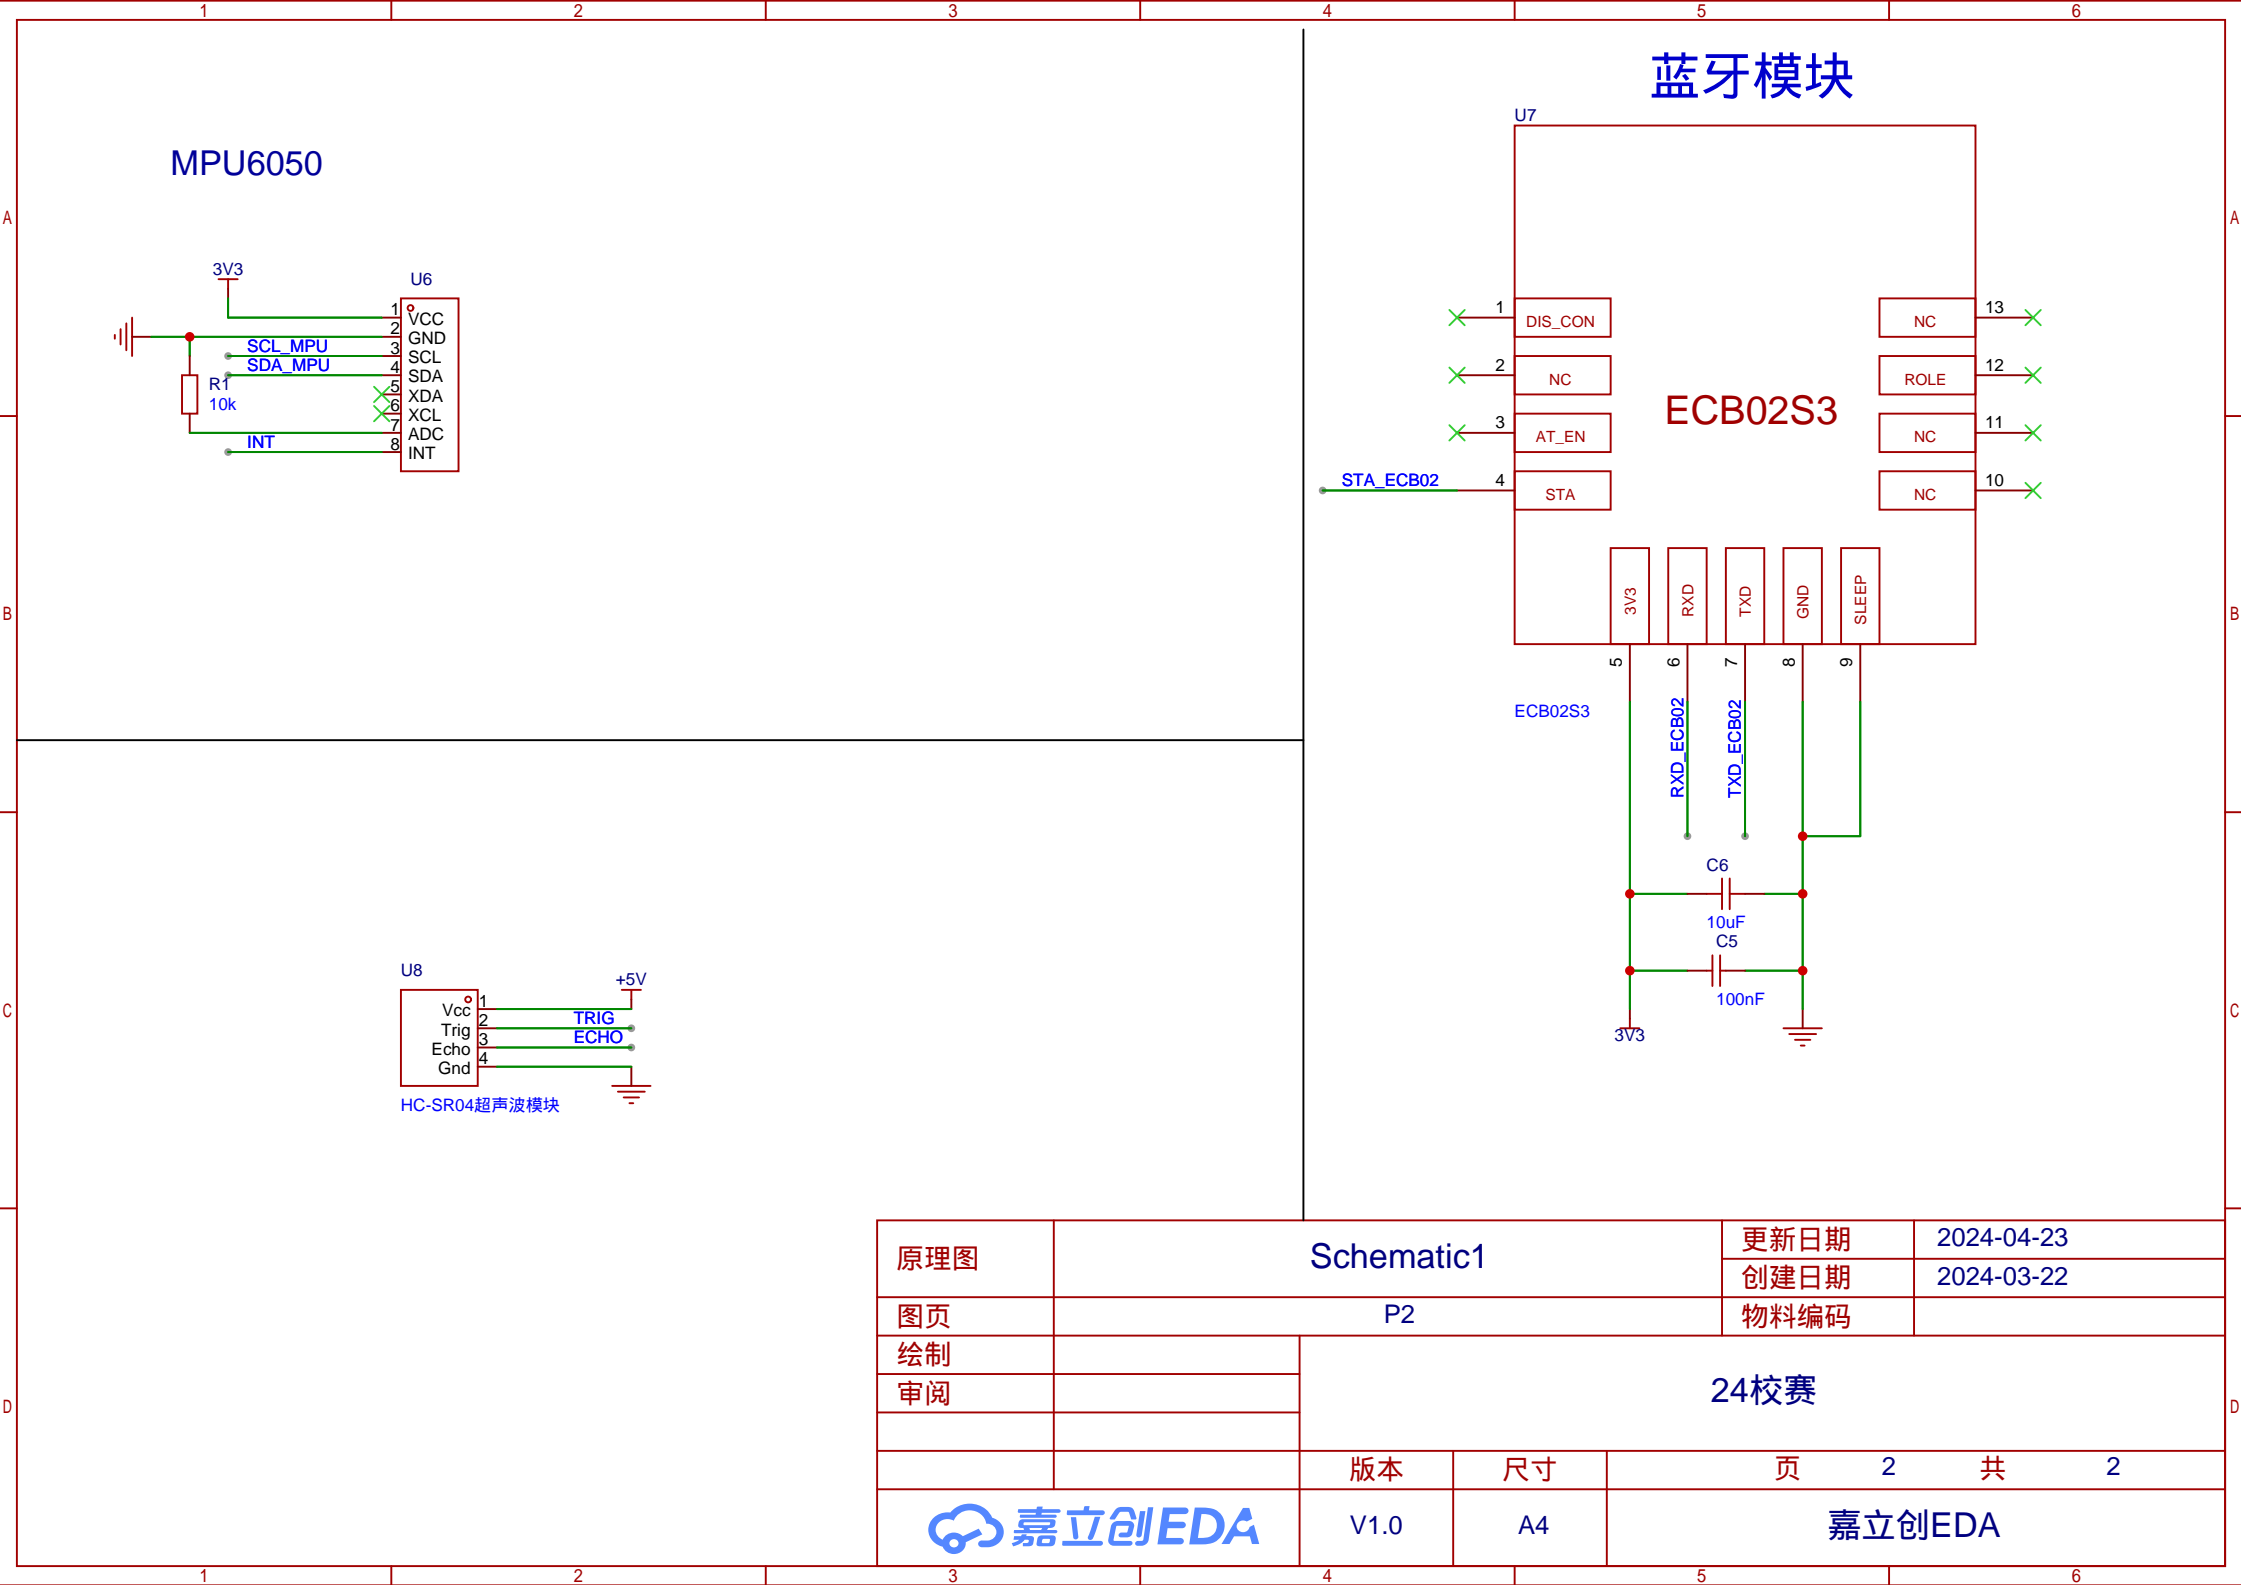 1 2 3 4 5 6
A A
B B
C C
D D
MPU6050
3V3
U6
1 VCC
2 GND
SCL_MPU 3 SCL
SDA_MPU 4 SDA
5 XDA
6 XCL
7 ADC
INT 8 INT
R1
10k
蓝牙模块
U7
1 DIS_CON
2 NC
3 AT_EN
STA_ECB02 4 STA
NC 13
ROLE 12
NC 11
NC 10
ECB02S3
3V3 RXD TXD GND SLEEP
5 6 7 8 9
ECB02S3
RXD_ECB02
TXD_ECB02
C6
10uF
C5
100nF
3V3
U8
+5V
Vcc 1
Trig 2 TRIG
Echo 3 ECHO
Gnd 4
HC-SR04超声波模块
原理图 Schematic1 更新日期 2024-04-23
创建日期 2024-03-22
图页 P2 物料编码
绘制
审阅
24校赛
版本 尺寸 页 2 共 2
嘉立创EDA V1.0 A4 嘉立创EDA
1 2 3 4 5 6